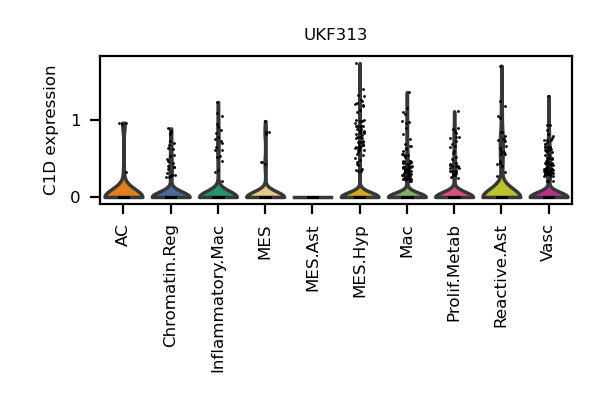 UKF313
C1D expression
1
0
AC
Chromatin.Reg
Inflammatory.Mac
MES
MES.Ast
MES.Hyp
Mac
Prolif.Metab
Reactive.Ast
Vasc